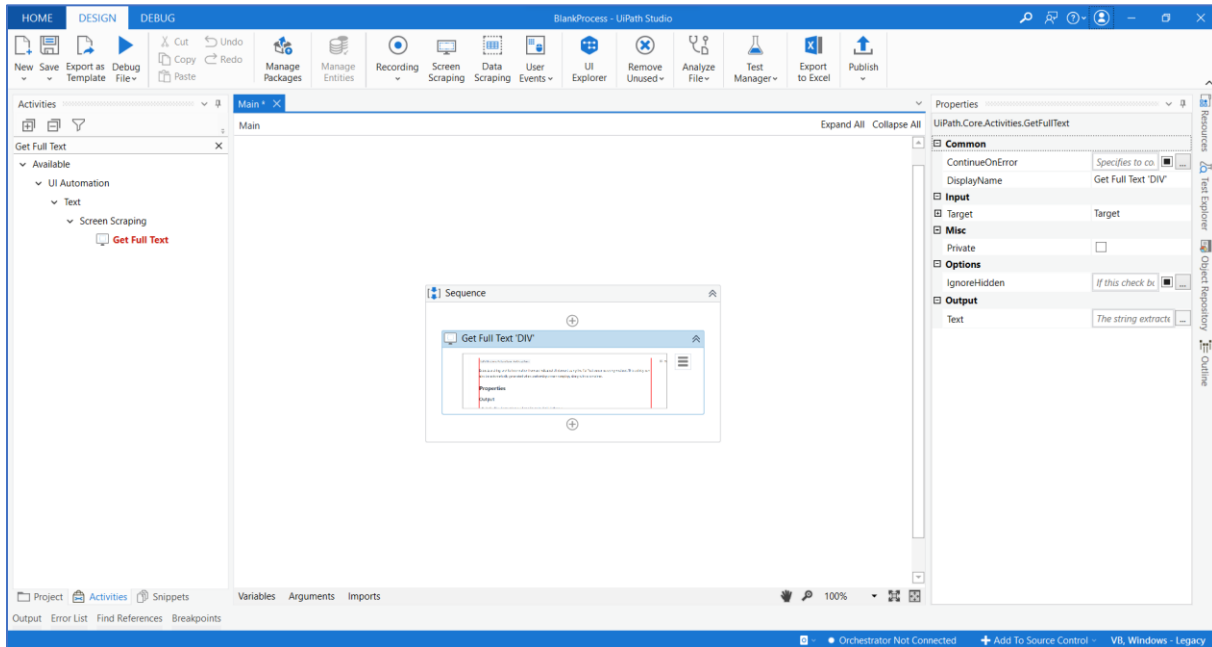 HOME DESIGN DEBUG BlankProcess - UiPath Studio
Cut Undo
Copy Redo
Paste
New Save Export as Template Debug File
Manage Packages Manage Entities Recording Screen Scraping Data Scraping User Events UI Explorer Remove Unused Analyze File Test Manager Export to Excel Publish
Activities
Get Full Text
Available
UI Automation
Text
Screen Scraping
Get Full Text
Project Activities Snippets
Main *
Main Expand All Collapse All
Sequence
Get Full Text 'DIV'
Properties
Output
Variables Arguments Imports 100%
Properties
UiPath.Core.Activities.GetFullText
Common
ContinueOnError Specifies to co.
DisplayName Get Full Text 'DIV'
Input
Target Target
Misc
Private
Options
IgnoreHidden If this check bo
Output
Text The string extracte
Resources
Test Explorer
Object Repository
Outline
Output Error List Find References Breakpoints
Orchestrator Not Connected Add To Source Control VB, Windows - Legacy